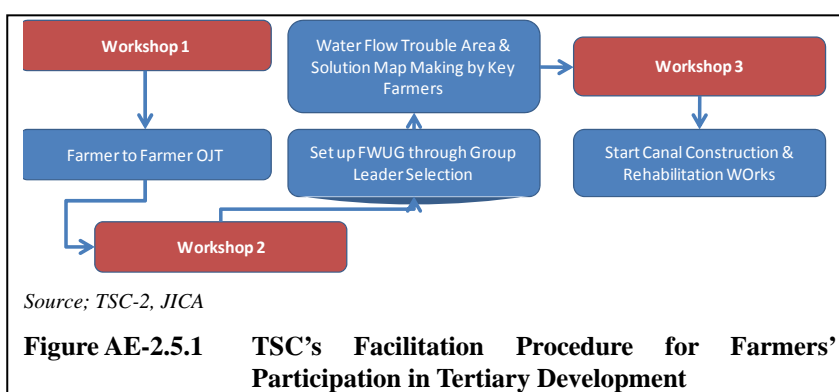 Workshop 1
Farmer to Farmer OJT
Workshop 2
Set up FWUG through Group
Leader Selection
Water Flow Trouble Area &
Solution Map Making by Key
Farmers
Workshop 3
Start Canal Construction &
Rehabilitation WOrks
Source; TSC-2, JICA
Figure AE-2.5.1 TSC's Facilitation Procedure for Farmers'
Participation in Tertiary Development